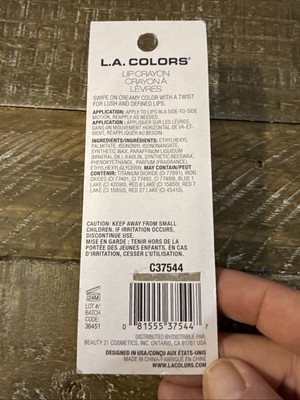 L.A. COLORS®
LIP CRAYON
CRAYON À
LÈVRES
SWIPE ON CREAMY COLOR WITH A TWIST
FOR LUSH AND DEFINED LIPS.
APPLICATION: APPLY TO LIPS IN A SIDE-TO-SIDE
MOTION, REAPPLY AS NEEDED.
APPLICATION : APPLIQUER SUR LES LÈVRES,
DANS UN MOUVEMENT HORIZONTAL DE VA-ET-
VIENT. REAPPLIQUER AU BESOIN.
INGREDIENTS/INGRÉDIENTS: ETHYLHEXYL
PALMITATE, ISONONYL ISONONANOATE,
SYNTHETIC WAX, PARAFFINUM LIQUIDUM
(MINERAL OIL), KAOLIN, SYNTHETIC BEESWAX,
PHENOXYETHANOL, PARFUM (FRAGRANCE).
MAY CONTAIN/PEUT
CONTENIR: TITANIUM DIOXIDE (CI 77891), IRON
OXIDES (CI 77491, CI 77492, CI 77499), BLUE 1
LAKE (CI 42090), RED 6 (CI 15850), RED 7
LAKE (CI 15850), RED 27 LAKE (CI 45410).
CAUTION: KEEP AWAY FROM SMALL
CHILDREN, IF IRRITATION OCCURS,
DISCONTINUE USE.
MISE EN GARDE : TENIR HORS DE LA
PORTÉE DES JEUNES ENFANTS. EN CAS
D'IRRITATION, CESSER L'UTILISATION.
C37544
24M
LOT #/
BATCH
CODE:
36451
0 81555 37544 7
DISTRIBUTED BY/DISTRIBUÉ PAR:
BEAUTY 21 COSMETICS, INC. ONTARIO, CA 91761 USA
DESIGNED IN USA/CONÇU AUX ÉTATS-UNIS
MADE IN CHINA/FABRIQUÉ EN CHINE
WWW.LACOLORS.COM